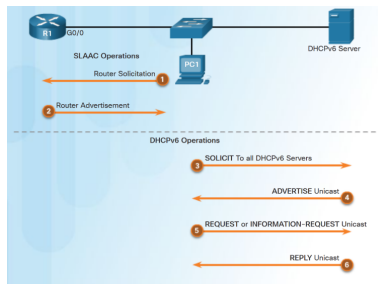 R1
G0/0
DHCPv6 Server
SLAAC Operations
PC1
Router Solicitation
1
2
Router Advertisement
DHCPv6 Operations
3
SOLICIT To all DHCPv6 Servers
ADVERTISE Unicast
4
5
REQUEST or INFORMATION-REQUEST Unicast
REPLY Unicast
6